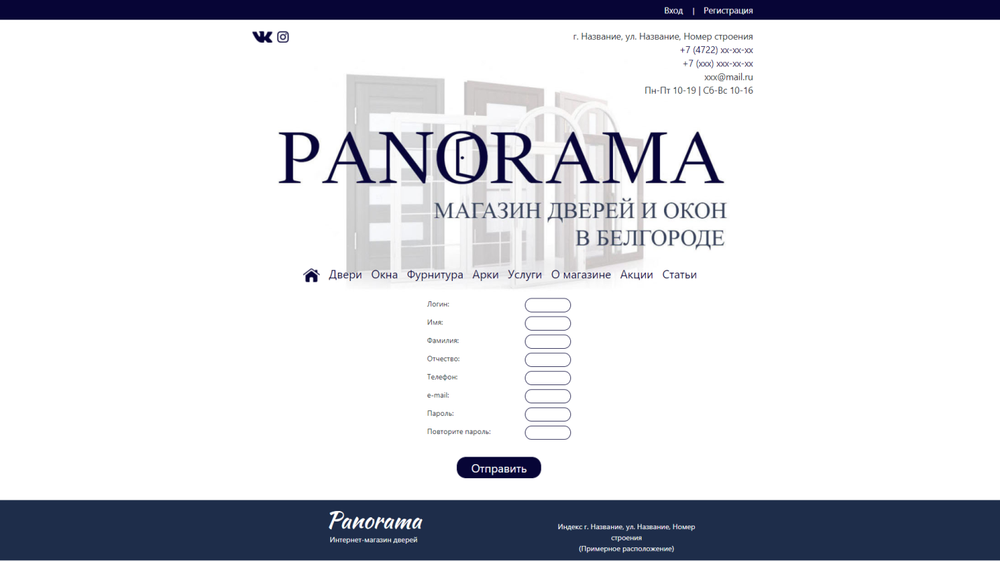 Вход | Регистрация
г. Название, ул. Название, Номер строения
+7 (4722) xx-xx-xx
+7 (xxx) xxx-xx-xx
xxx@mail.ru
Пн-Пт 10-19 | Сб-Вс 10-16
PANORAMA
МАГАЗИН ДВЕРЕЙ И ОКОН
В БЕЛГОРОДЕ
Двери Окна Фурнитура Арки Услуги О магазине Акции Статьи
Логин:
Имя:
Фамилия:
Отчество:
Телефон:
e-mail:
Пароль:
Повторите пароль:
Отправить
Panorama
Интернет-магазин дверей
Индекс г. Название, ул. Название, Номер
строения
(Примерное расположение)